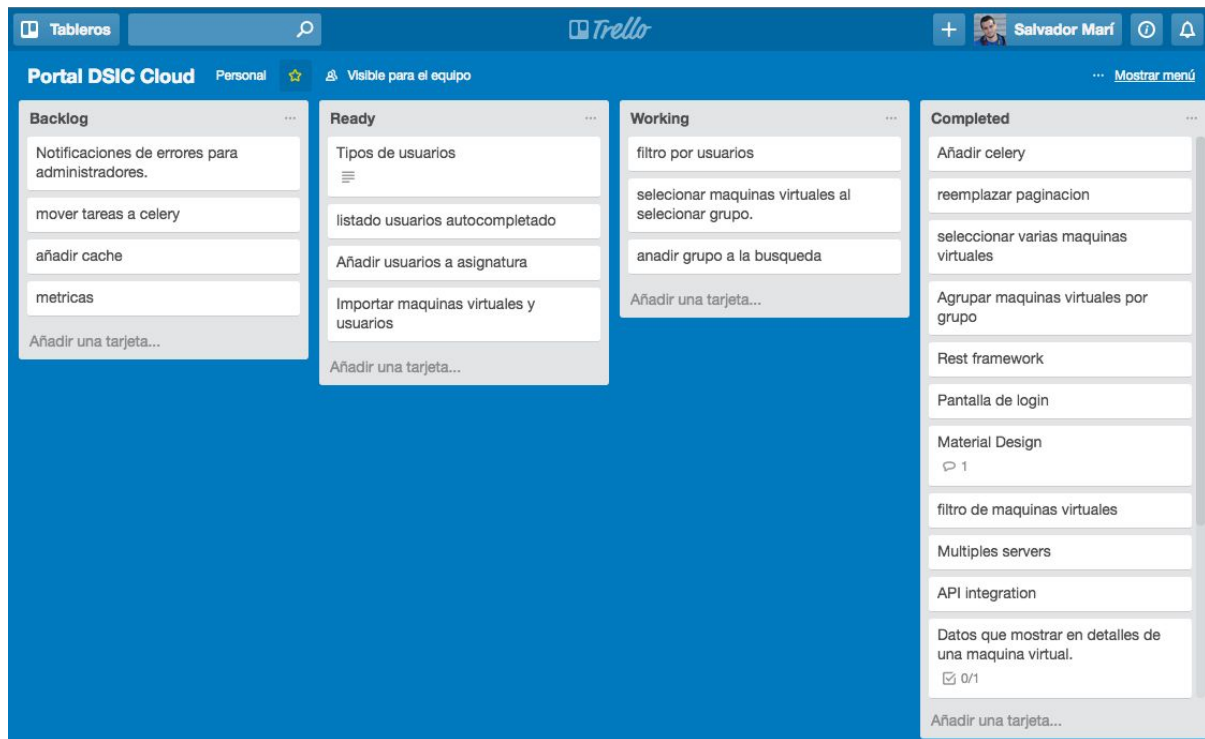 Tableros
Trello
Salvador Marí
Portal DSIC Cloud
Personal
Visible para el equipo
... Mostrar menú
Backlog
Notificaciones de errores para
administradores.
mover tareas a celery
añadir cache
metricas
Añadir una tarjeta...
Ready
Tipos de usuarios
listado usuarios autocompletado
Añadir usuarios a asignatura
Importar maquinas virtuales y
usuarios
Añadir una tarjeta...
Working
filtro por usuarios
selecionar maquinas virtuales al
selecionar grupo.
anadir grupo a la busqueda
Añadir una tarjeta...
Completed
Añadir celery
reemplazar paginacion
seleccionar varias maquinas
virtuales
Agrupar maquinas virtuales por
grupo
Rest framework
Pantalla de login
Material Design
1
filtro de maquinas virtuales
Multiples servers
API integration
Datos que mostrar en detalles de
una maquina virtual.
0/1
Añadir una tarjeta...